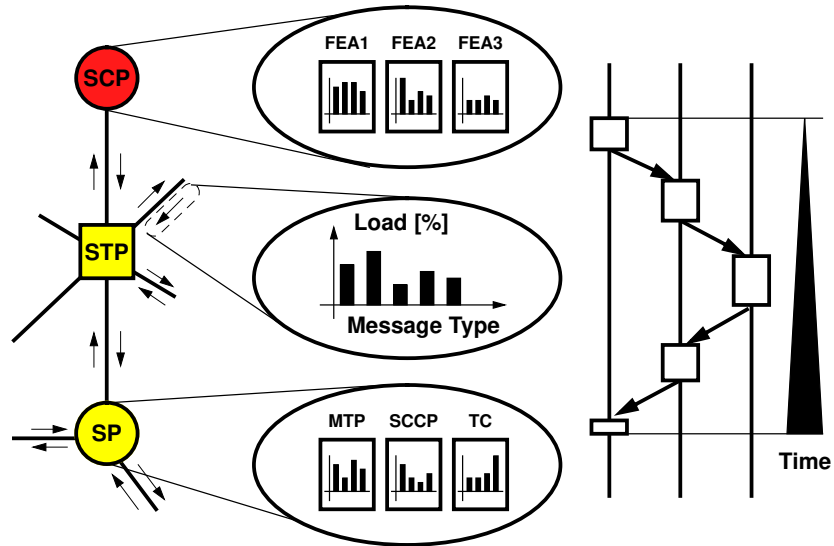 FEA1 FEA2 FEA3
SCP
Load [%]
STP
Message Type
MTP SCCP TC
SP
Time